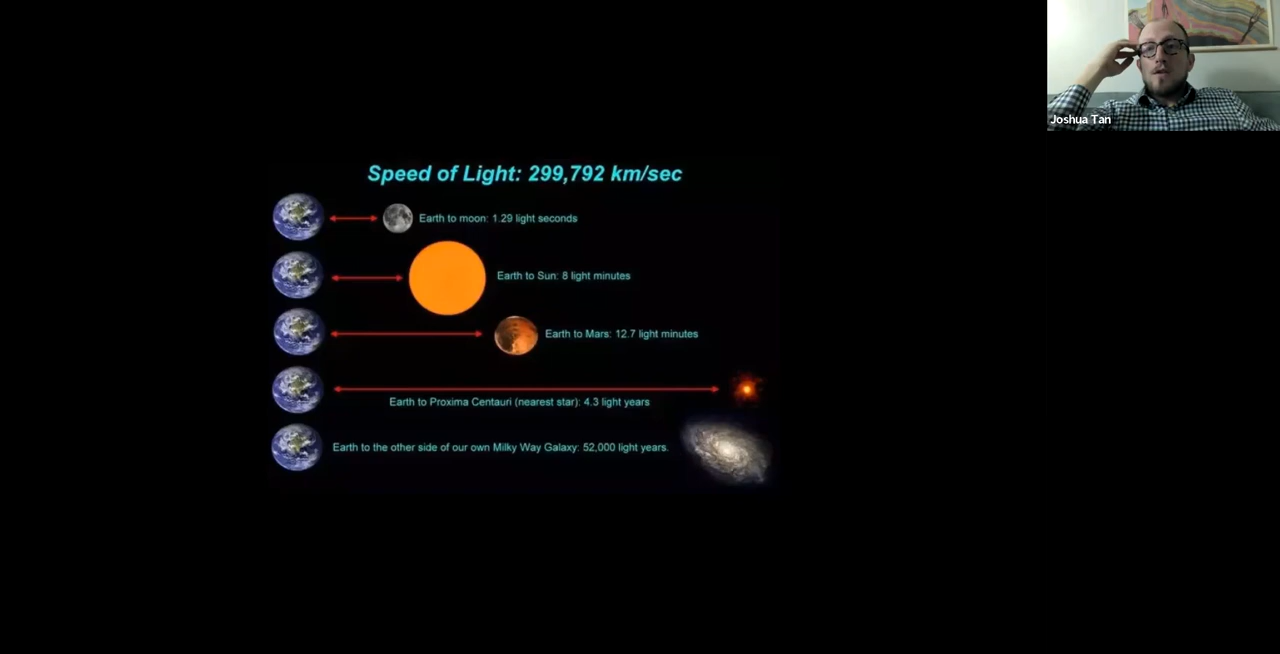 Joshua Tan
Speed of Light: 299,792 km/sec
Earth to moon: 1.29 light seconds
Earth to Sun: 8 light minutes
Earth to Mars: 12.7 light minutes
Earth to Proxima Centauri (nearest star): 4.3 light years
Earth to the other side of our own Milky Way Galaxy: 52,000 light years.